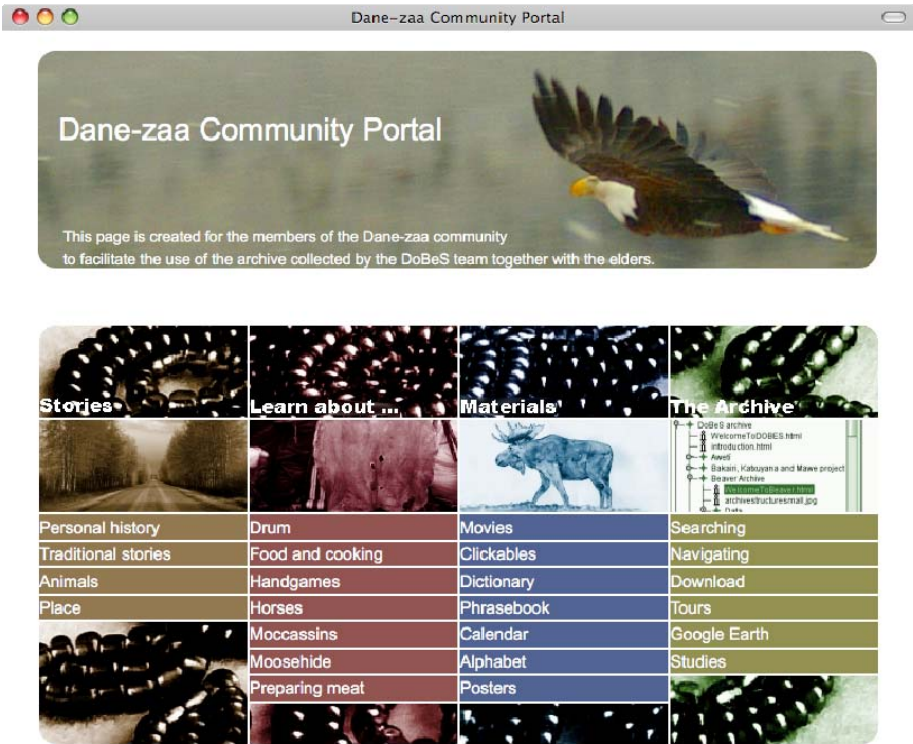 Dane-zaa Community Portal
Dane-zaa Community Portal
This page is created for the members of the Dane-zaa community
to facilitate the use of the archive collected by the DoBeS team together with the elders.
Stories
Learn about ...
Materials
The Archive
DoBeS archive
WelcomeToDOBES.html
introduction.html
Aweti
Bakairi, Katxuyana and Mawe project
Beaver Archive
WelcomeToBeaver.html
archivestructuresmall.jpg
Data
Personal history
Traditional stories
Animals
Place
Drum
Food and cooking
Handgames
Horses
Moccassins
Moosehide
Preparing meat
Movies
Clickables
Dictionary
Phrasebook
Calendar
Alphabet
Posters
Searching
Navigating
Download
Tours
Google Earth
Studies